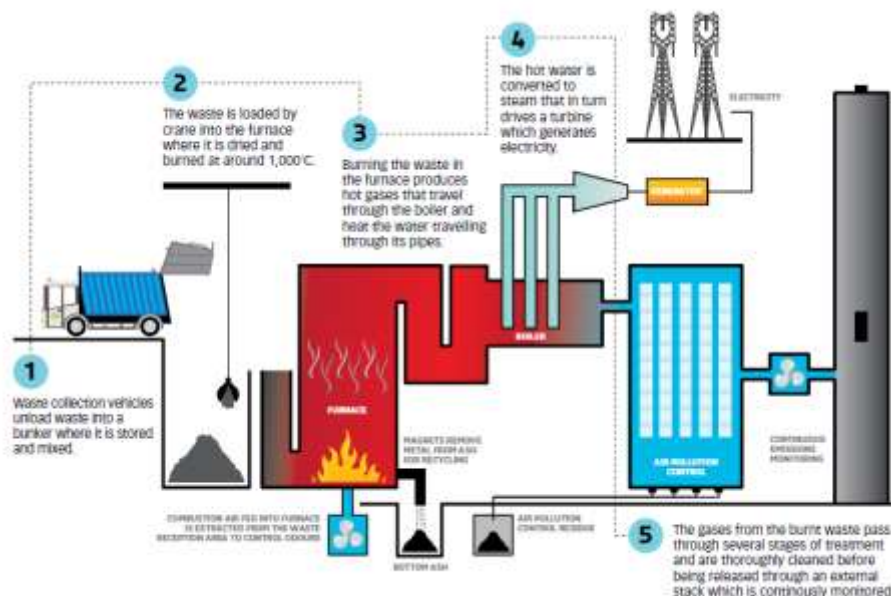 1
Waste collection vehicles
unload waste into a
bunker where it is stored
and mixed.
2
The waste is loaded by
crane into the furnace
where it is dried and
burned at around 1,000°C.
3
Burning the waste in
the furnace produces
hot gases that travel
through the boiler and
heat the water travelling
through its pipes.
4
The hot water is
converted to
steam that in turn
drives a turbine
which generates
electricity.
ELECTRICITY
GENERATOR
BOILER
FURNACE
MAGNETS REMOVE
METAL FROM ASH
FOR RECYCLING
COMBUSTION AIR FED INTO FURNACE
IS EXTRACTED FROM THE WASTE
RECEPTION AREA TO CONTROL ODOURS
BOTTOM ASH
AIR POLLUTION
CONTROL RESIDUE
AIR POLLUTION
CONTROL
CONTINUOUS
EMISSIONS
MONITORING
5
The gases from the burnt waste pass
through several stages of treatment
and are thoroughly cleaned before
being released through an external
stack which is continously monitored